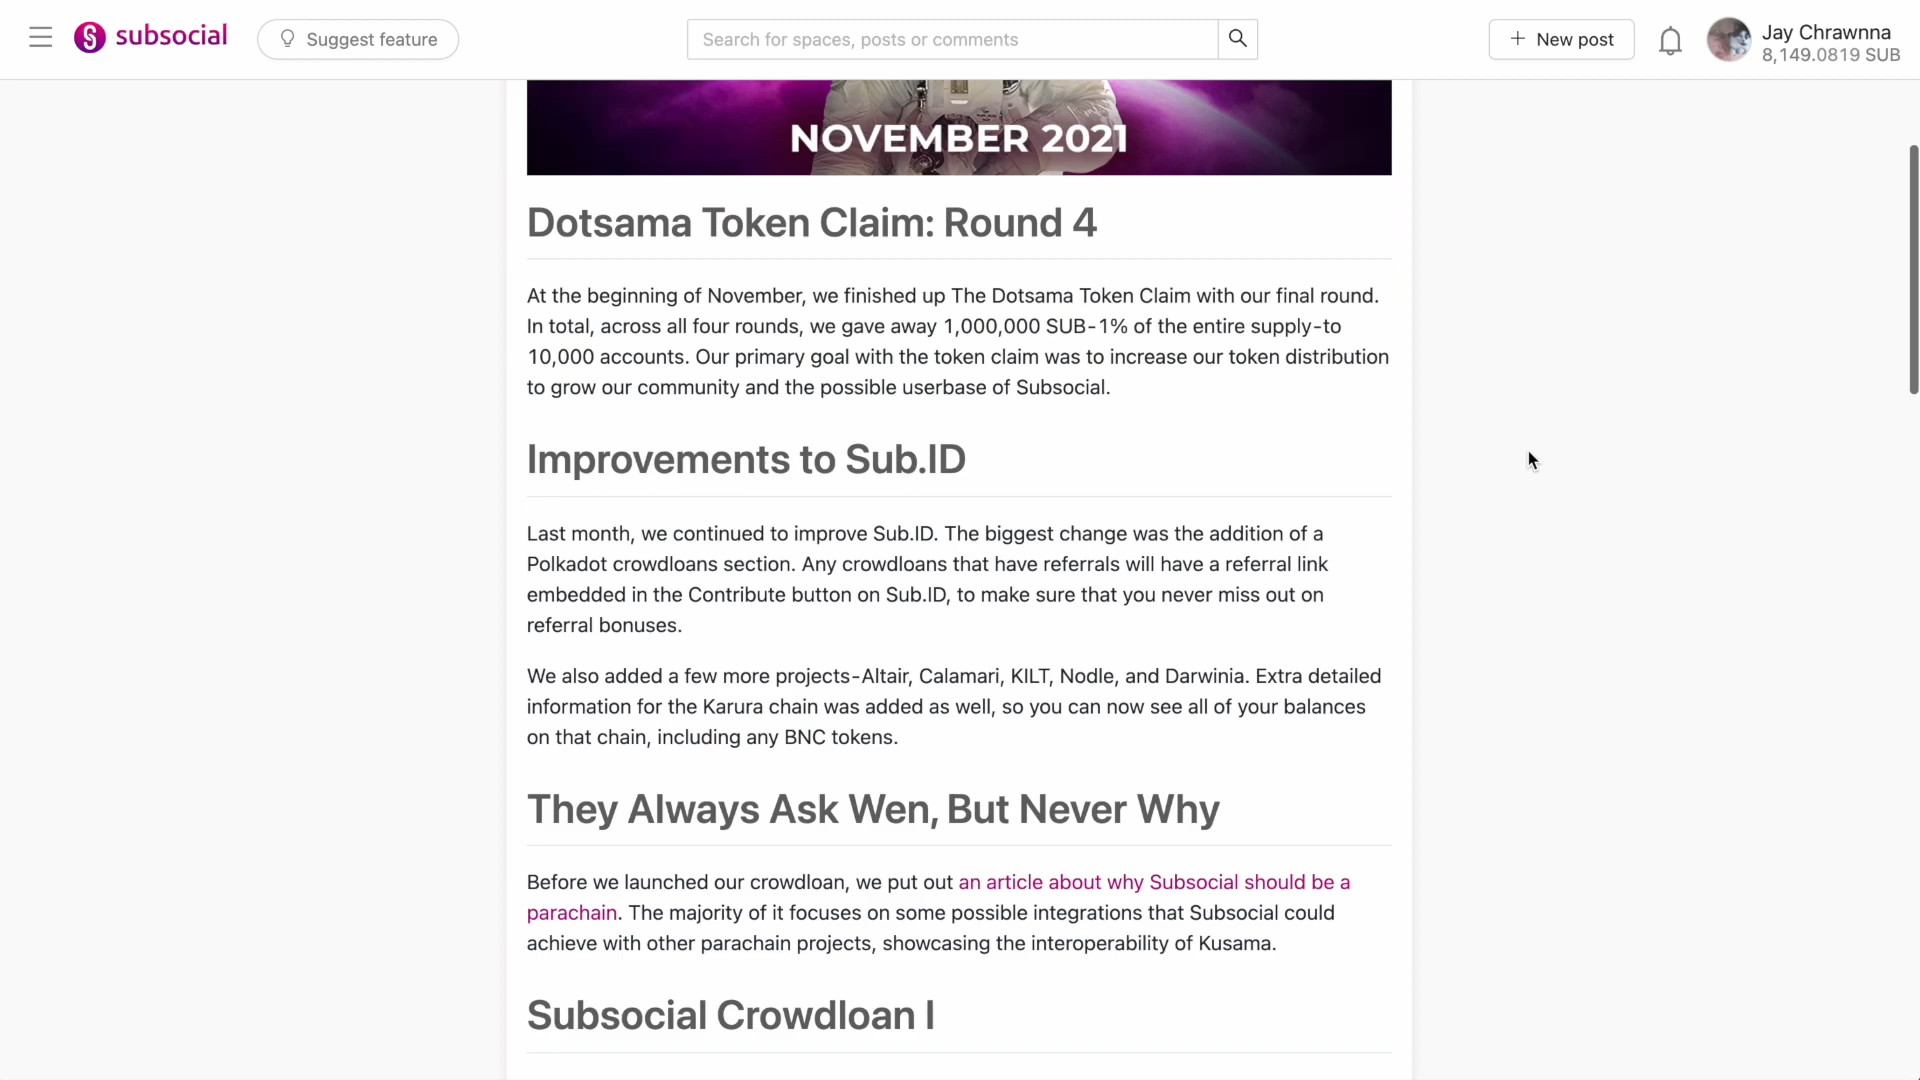 subsocial
Suggest feature
Search for spaces, posts or comments
New post
Jay Chrawnna
8,149.0819 SUB
NOVEMBER 2021
Dotsama Token Claim: Round 4
At the beginning of November, we finished up The Dotsama Token Claim with our final round.
In total, across all four rounds, we gave away 1,000,000 SUB-1% of the entire supply-to
10,000 accounts. Our primary goal with the token claim was to increase our token distribution
to grow our community and the possible userbase of Subsocial.
Improvements to Sub.ID
Last month, we continued to improve Sub.ID. The biggest change was the addition of a
Polkadot crowdloans section. Any crowdloans that have referrals will have a referral link
embedded in the Contribute button on Sub.ID, to make sure that you never miss out on
referral bonuses.
We also added a few more projects-Altair, Calamari, KILT, Nodle, and Darwinia. Extra detailed
information for the Karura chain was added as well, so you can now see all of your balances
on that chain, including any BNC tokens.
They Always Ask Wen, But Never Why
Before we launched our crowdloan, we put out an article about why Subsocial should be a
parachain. The majority of it focuses on some possible integrations that Subsocial could
achieve with other parachain projects, showcasing the interoperability of Kusama.
Subsocial Crowdloan I